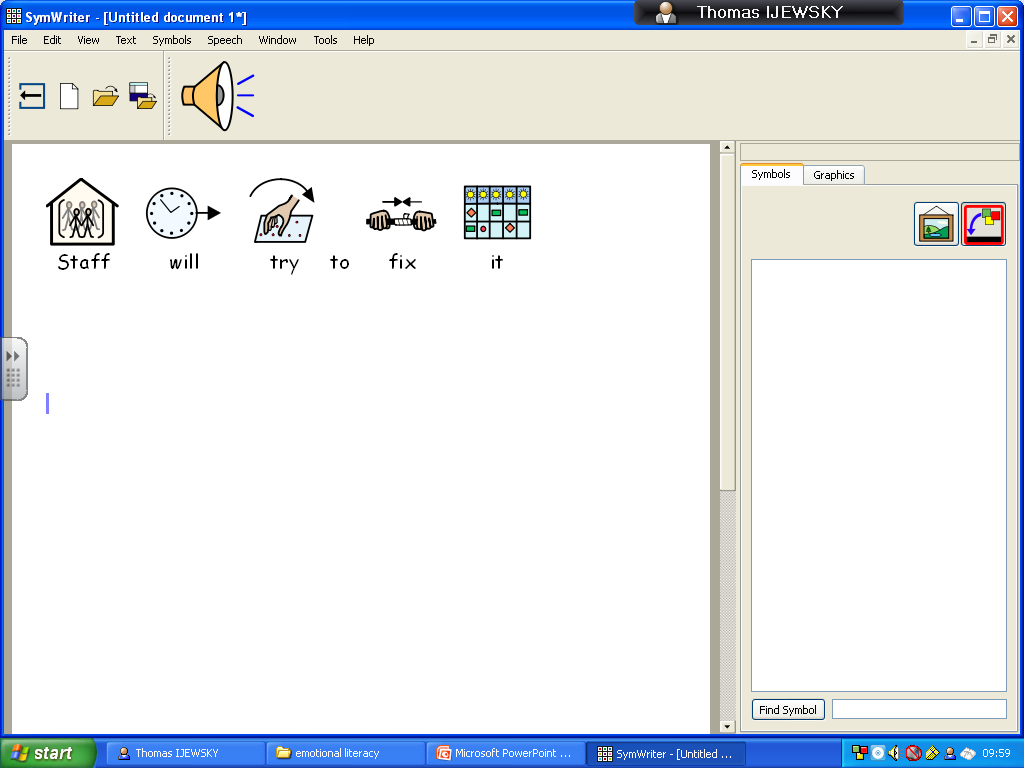 SymWriter - [Untitled document 1*]
Thomas IJEWSKY
File Edit View Text Symbols Speech Window Tools Help
Symbols Graphics
Staff will try to fix it
Find Symbol
start Thomas IJEWSKY emotional literacy Microsoft PowerPoint ... SymWriter - [Untitled ... 09:59